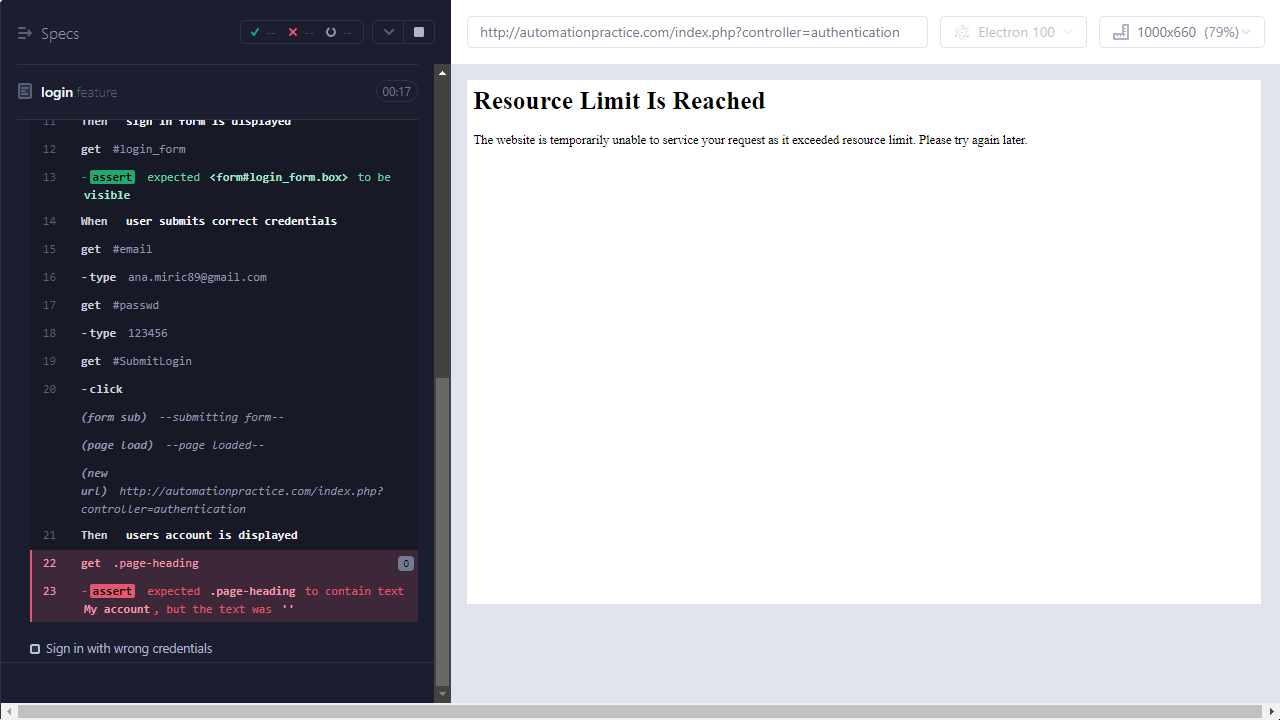 Specs
-- -- --
login.feature
00:17
11 Then sign in form is displayed
12 get #login_form
13 -assert expected <form#login_form.box> to be
visible
14 When user submits correct credentials
15 get #email
16 -type ana.miric89@gmail.com
17 get #passwd
18 -type 123456
19 get #SubmitLogin
20 -click
(form sub) --submitting form--
(page load) --page loaded--
(new
url) http://automationpractice.com/index.php?
controller=authentication
21 Then users account is displayed
22 get .page-heading 0
23 -assert expected .page-heading to contain text
My account, but the text was ''
Sign in with wrong credentials
http://automationpractice.com/index.php?controller=authentication
Electron 100
1000x660 (79%)
Resource Limit Is Reached
The website is temporarily unable to service your request as it exceeded resource limit. Please try again later.